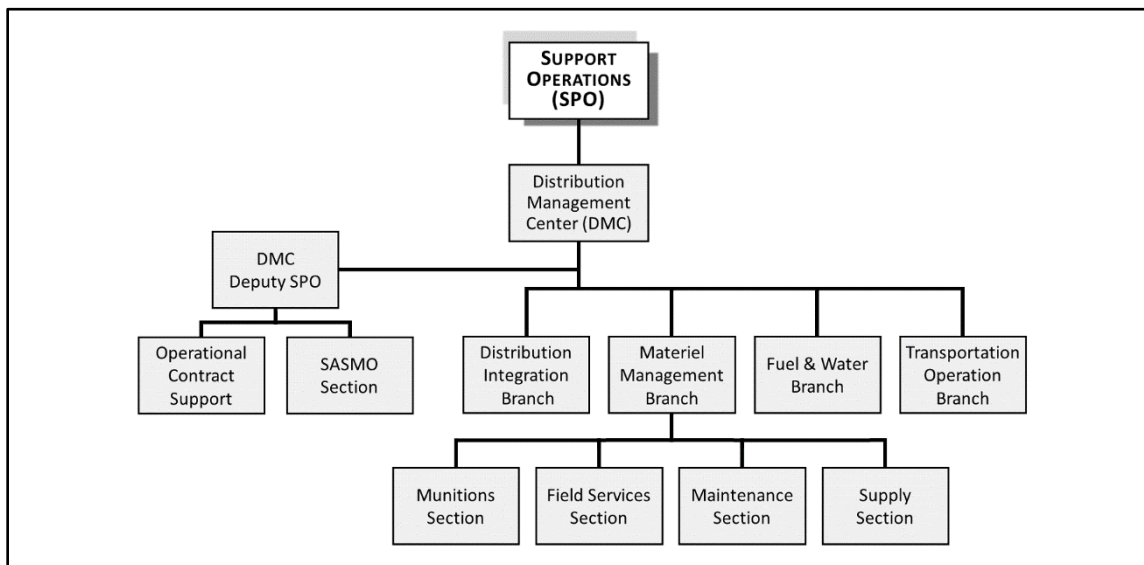 SUPPORT
OPERATIONS
(SPO)
Distribution
Management
Center (DMC)
DMC
Deputy SPO
Operational
Contract
Support
SASMO
Section
Distribution
Integration
Branch
Materiel
Management
Branch
Fuel & Water
Branch
Transportation
Operation
Branch
Munitions
Section
Field Services
Section
Maintenance
Section
Supply
Section